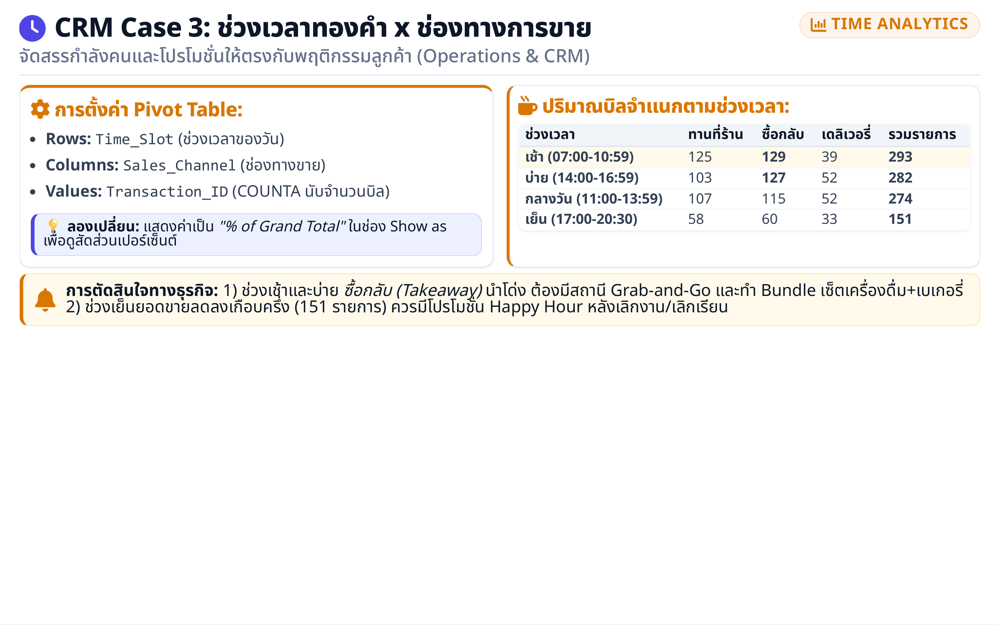 CRM Case 3: ช่วงเวลาทองคำ x ช่องทางการขาย
TIME ANALYTICS
จัดสรรกำลังคนและโปรโมชั่นให้ตรงกับพฤติกรรมลูกค้า (Operations & CRM)
การตั้งค่า Pivot Table:
• Rows: Time_Slot (ช่วงเวลาของวัน)
• Columns: Sales_Channel (ช่องทางขาย)
• Values: Transaction_ID (COUNTA นับจำนวนบิล)
💡 ลองเปลี่ยน: แสดงค่าเป็น "% of Grand Total" ในช่อง Show as
เพื่อดูสัดส่วนเปอร์เซ็นต์
ปริมาณบิลจำแนกตามช่วงเวลา:
ช่วงเวลา ทานที่ร้าน ซื้อกลับ เดลิเวอรี่ รวมรายการ
เช้า (07:00-10:59) 125 129 39 293
บ่าย (14:00-16:59) 103 127 52 282
กลางวัน (11:00-13:59) 107 115 52 274
เย็น (17:00-20:30) 58 60 33 151
การตัดสินใจทางธุรกิจ: 1) ช่วงเช้าและบ่าย ซื้อกลับ (Takeaway) นำโด่ง ต้องมีสถานี Grab-and-Go และทำ Bundle เซ็ตเครื่องดื่ม+เบเกอรี่
2) ช่วงเย็นยอดขายลดลงเกือบครึ่ง (151 รายการ) ควรมีโปรโมชั่น Happy Hour หลังเลิกงาน/เลิกเรียน